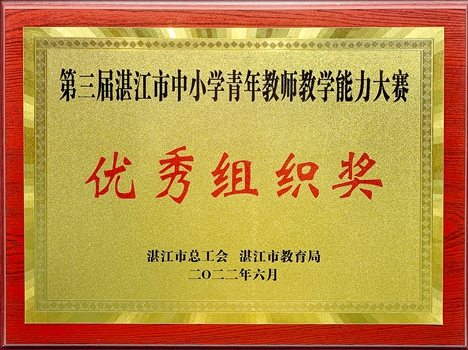 第三届湛江市中小学青年教师教学能力大赛
优秀组织奖
湛江市总工会 湛江市教育局
二〇二二年六月